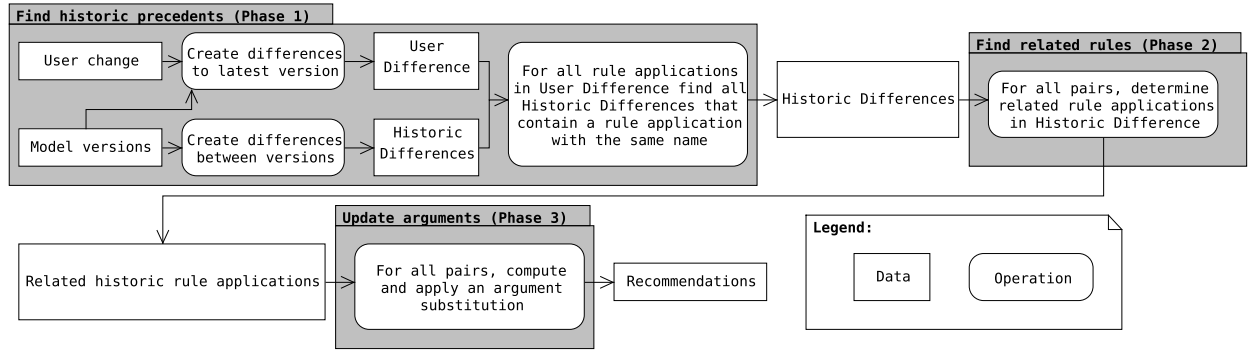 Find historic precedents (Phase 1)
User change
Create differences
to latest version
User
Difference
Model versions
Create differences
between versions
Historic
Differences
For all rule applications
in User Difference find all
Historic Differences that
contain a rule application
with the same name
Historic Differences
Find related rules (Phase 2)
For all pairs, determine
related rule applications
in Historic Difference
Related historic rule applications
Update arguments (Phase 3)
For all pairs, compute
and apply an argument
substitution
Recommendations
Legend:
Data
Operation